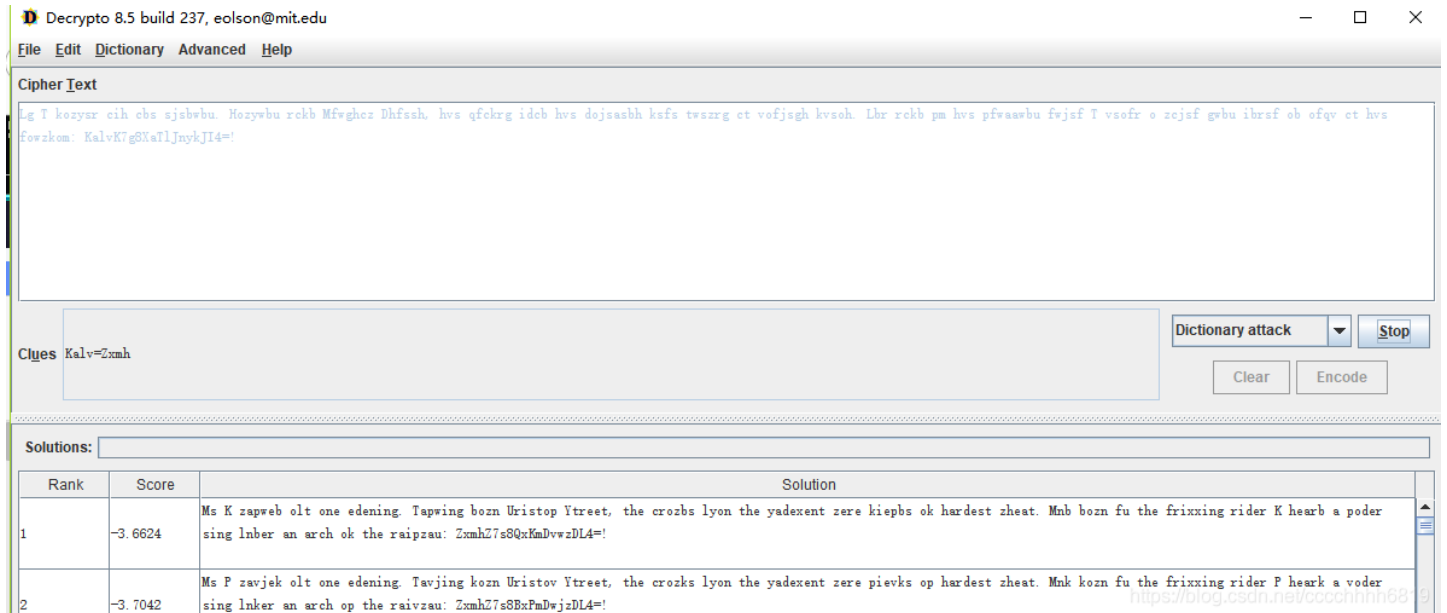 Decrypto 8.5 build 237, eolson@mit.edu
File Edit Dictionary Advanced Help
Cipher Text
Lg T kozysr cih cbs sjsbwbu. Hozywbu rckb Mfwghcz Dhfssh, hvs qfckrg idcb hvs dojsasbh ksfs twszrg ct vofjsgh kvsoh. Lbr rckb pm hvs pfwaawbu fwjsf T vsofr o zcjsf gwbu ibrsf ob ofqv ct hvs
fowzkom: KalvK7g8XaTlJnykJI4=!
Clues Kalv=Zxmh
Dictionary attack
Stop
Clear Encode
Solutions:
Rank Score Solution
1 -3.6624 Ms K zapweb olt one edening. Tapwing bozn Uristop Ytreet, the crozbs lyon the yadexent zere kiepbs ok hardest zheat. Mnb bozn fu the frixxing rider K hearb a poder
sing lnber an arch ok the raipzau: ZxmhZ7s8QxKmDvwzDL4=!
2 -3.7042 Ms P zavjek olt one edening. Tavjing kozn Uristov Ytreet, the crozks lyon the yadexent zere pievks op hardest zheat. Mnk kozn fu the frixxing rider P heark a voder
sing lnker an arch op the raivzau: ZxmhZ7s8BxPmDwjzDL4=!
https://blog.csdn.net/cccchhhh6819